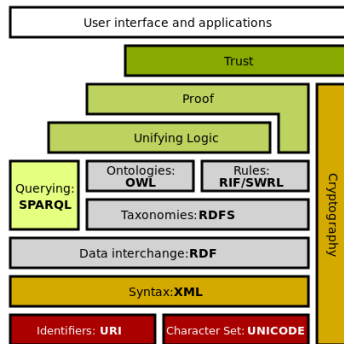 User interface and applications
Trust
Proof
Unifying Logic
Querying:
SPARQL
Ontologies:
OWL
Rules:
RIF/SWRL
Taxonomies:RDFS
Data interchange:RDF
Syntax:XML
Identifiers: URI
Character Set:UNICODE
Cryptography